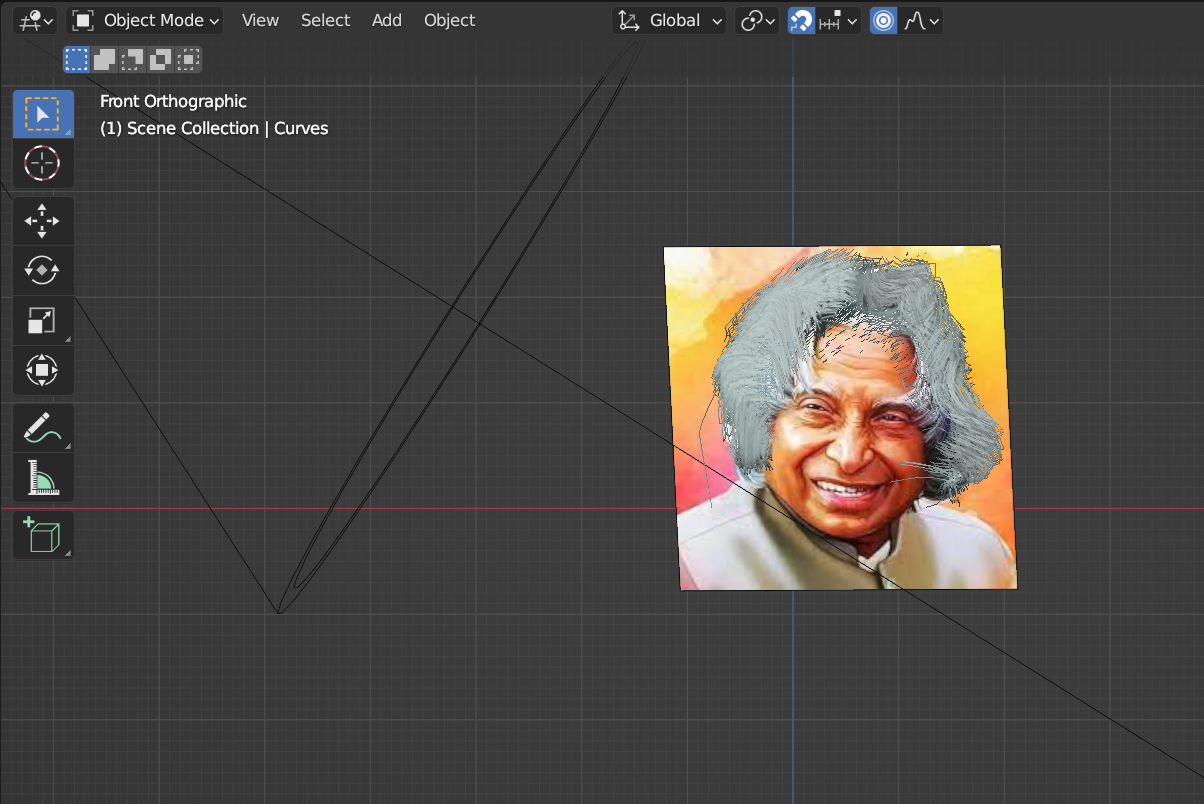 Object Mode View Select Add Object Global
Front Orthographic
(1) Scene Collection | Curves